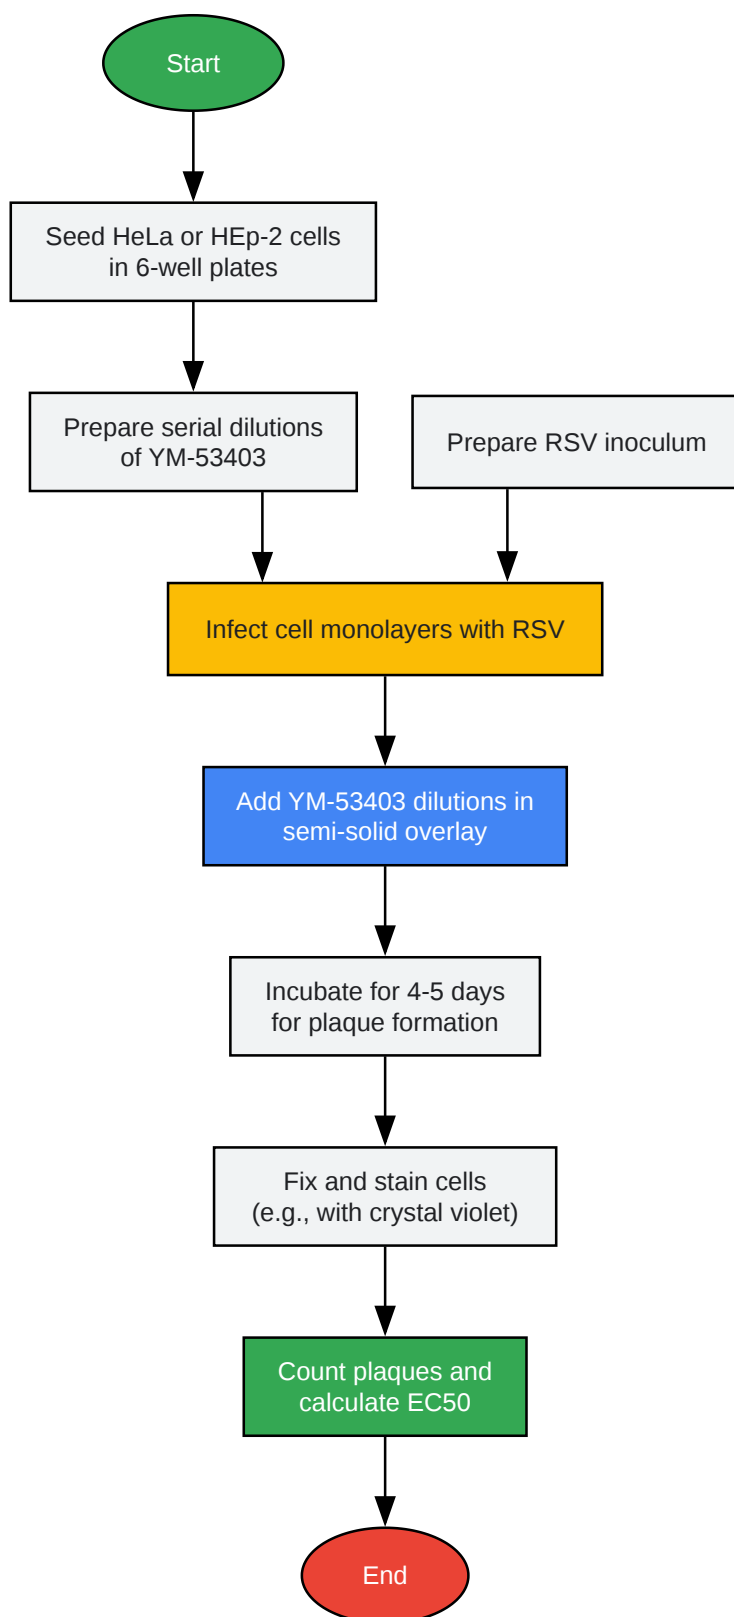 Start
Seed HeLa or HEp-2 cells
in 6-well plates
Prepare serial dilutions
of YM-53403
Prepare RSV inoculum
Infect cell monolayers with RSV
Add YM-53403 dilutions in
semi-solid overlay
Incubate for 4-5 days
for plaque formation
Fix and stain cells
(e.g., with crystal violet)
Count plaques and
calculate EC50
End